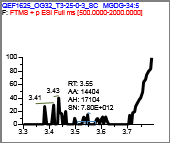 QEF1625_OG32_T3-25-0-3_SC MGDG-34:5
F: FTMS + p ESI Full ms [500.0000-2000.0000]
100
80
60
40
20
0
3.41
3.43
RT: 3.55
AA: 14404
AH: 17104
SN: 7.80e+012
3.3
3.4
3.5
3.6
3.7